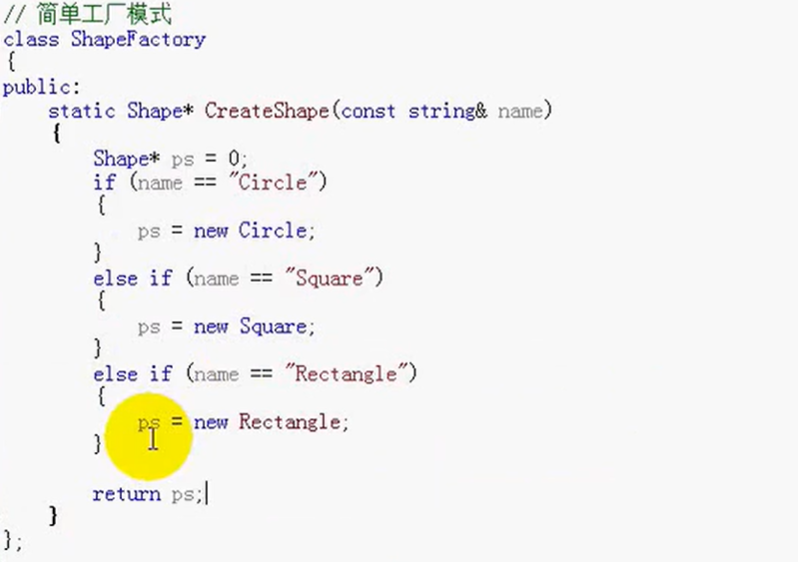 // 简单工厂模式
class ShapeFactory
{
public:
    static Shape* CreateShape(const string& name)
    {
        Shape* ps = 0;
        if (name == "Circle")
        {
            ps = new Circle;
        }
        else if (name == "Square")
        {
            ps = new Square;
        }
        else if (name == "Rectangle")
        {
            ps = new Rectangle;
        }

        return ps;
    }
};